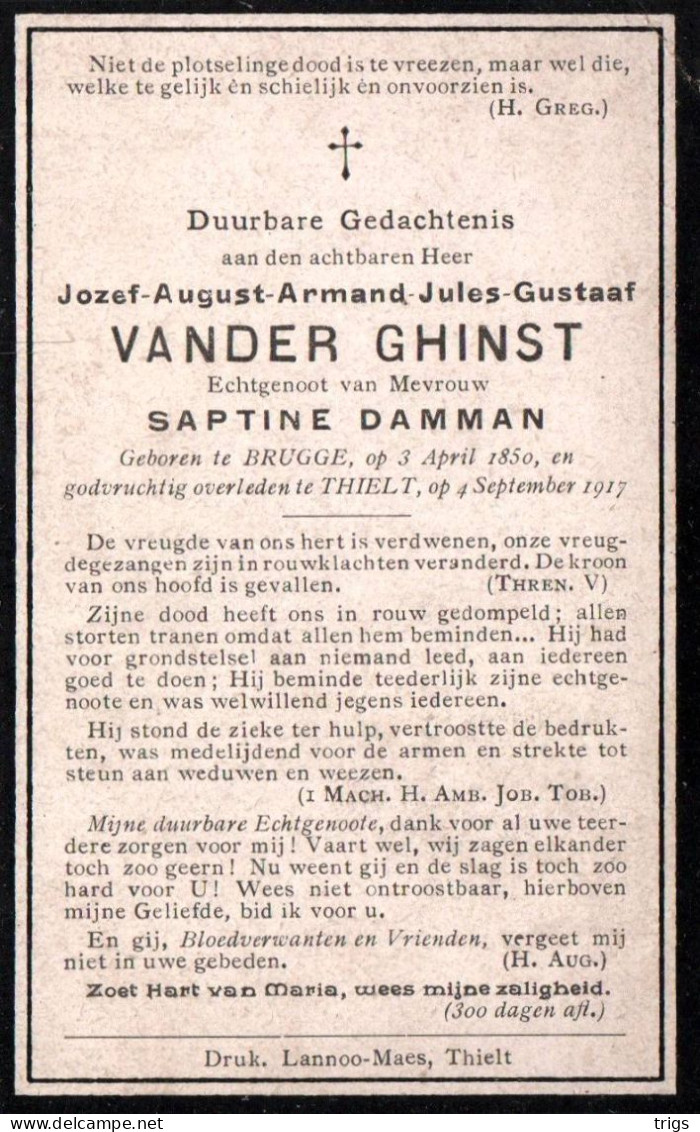 Niet de plotselinge dood is te vreezen, maar wel die,
welke te gelijk én schielijk én onvoorzien is.
(H. GREG.)
Duurbare Gedachtenis
aan den achtbaren Heer
Jozef-August-Armand-Jules-Gustaaf
VANDER GHINST
Echtgenoot van Mevrouw
SAPTINE DAMMAN
Geboren te BRUGGE, op 3 April 1850, en
godvruchtig overleden te THIELT, op 4 September 1917
De vreugde van ons hert is verdwenen, onze vreug-
degezangen zijn in rouwklachten veranderd. De kroon
van ons hoofd is gevallen. (THREN. V)
Zijne dood heeft ons in rouw gedompeld; allen
storten tranen omdat allen hem beminden... Hij had
voor grondstelsel aan niemand leed, aan iedereen
goed te doen; Hij beminde teederlijk zijne echtge-
noote en was welwillend jegens iedereen.
Hij stond de zieke ter hulp, vertroostte de bedruk-
ten, was medelijdend voor de armen en strekte tot
steun aan weduwen en weezen.
(1 MACH. H. AMB. JOB. TOB.)
Mijne duurbare Echtgenoote, dank voor al uwe teer-
dere zorgen voor mij! Vaart wel, wij zagen elkander
toch zoo geern! Nu weent gij en de slag is toch zoo
hard voor U! Wees niet ontroostbaar, hierboven
mijne Geliefde, bid ik voor u.
En gij, Bloedverwanten en Vrienden, vergeet mij
niet in uwe gebeden. (H. AUG.)
Zoet Hart van Maria, wees mijne zaligheid.
(300 dagen afl.)
Druk. Lannoo-Maes, Thielt
Delcampe.net
trigs